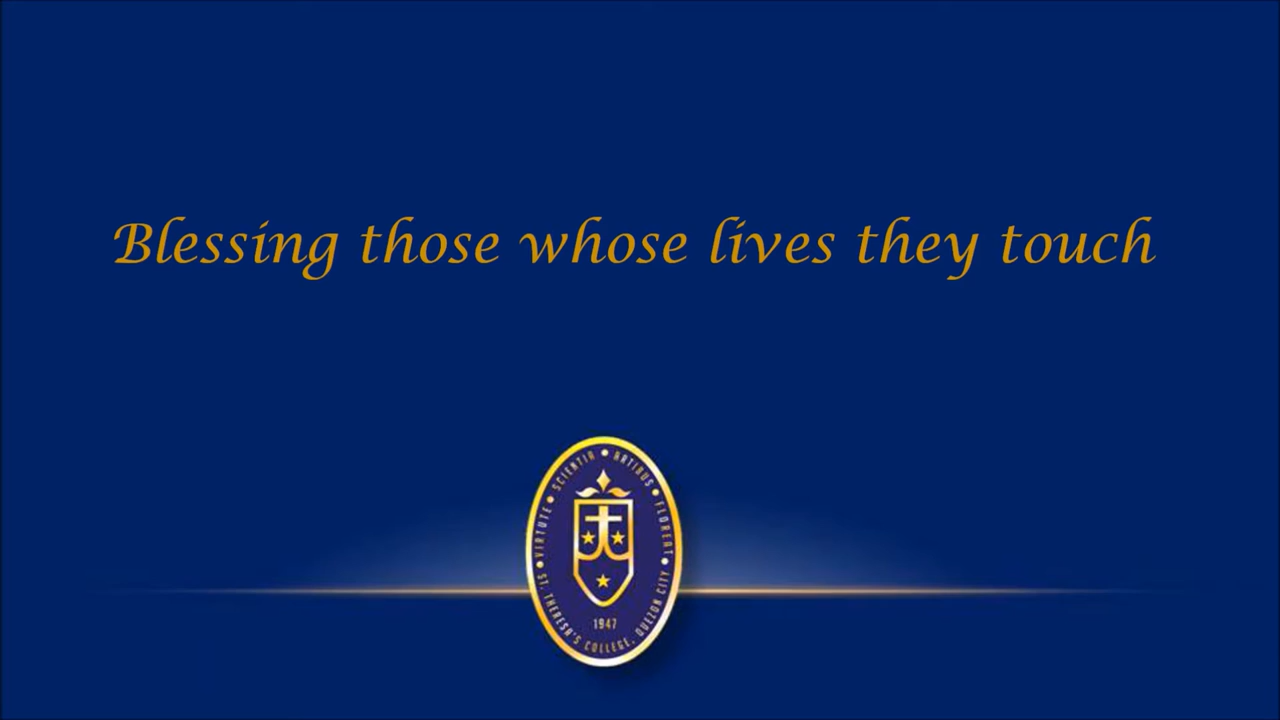 Blessing those whose lives they touch
VIRTUTE • SCIENTIA • ARTIBUS • FLOREAT
1947
ST. THERESA'S COLLEGE, QUEZON CITY